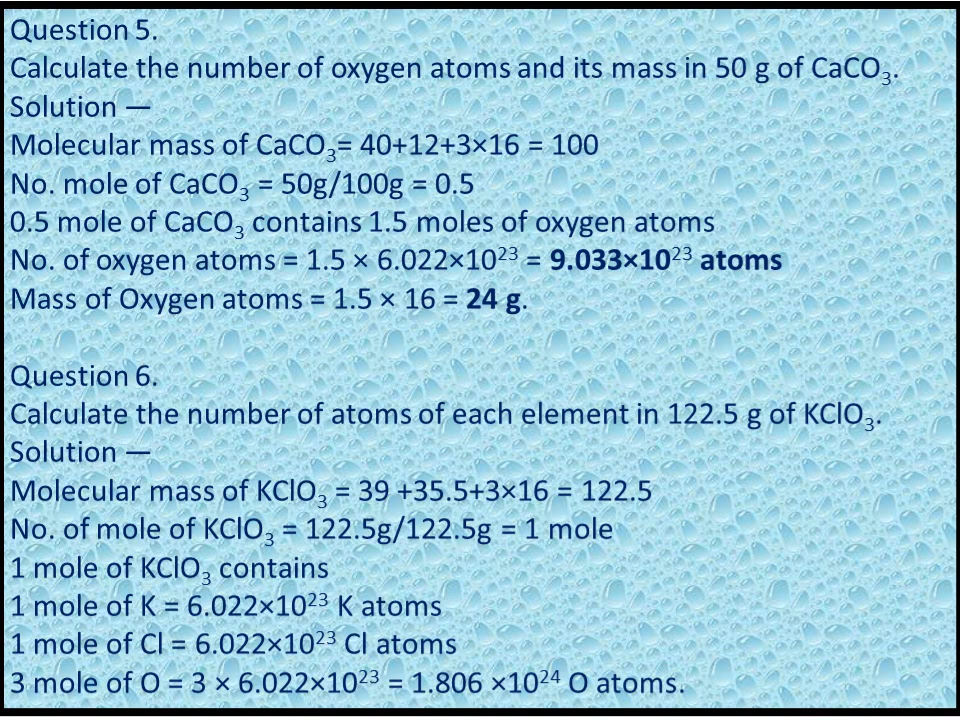 Question 5.
Calculate the number of oxygen atoms and its mass in 50 g of CaCO₃.
Solution —
Molecular mass of CaCO₃= 40+12+3×16 = 100
No. mole of CaCO₃ = 50g/100g = 0.5
0.5 mole of CaCO₃ contains 1.5 moles of oxygen atoms
No. of oxygen atoms = 1.5 × 6.022×10²³ = 9.033×10²³ atoms
Mass of Oxygen atoms = 1.5 × 16 = 24 g.
Question 6.
Calculate the number of atoms of each element in 122.5 g of KClO₃.
Solution —
Molecular mass of KClO₃ = 39 +35.5+3×16 = 122.5
No. of mole of KClO₃ = 122.5g/122.5g = 1 mole
1 mole of KClO₃ contains
1 mole of K = 6.022×10²³ K atoms
1 mole of Cl = 6.022×10²³ Cl atoms
3 mole of O = 3 × 6.022×10²³ = 1.806 ×10²⁴ O atoms.